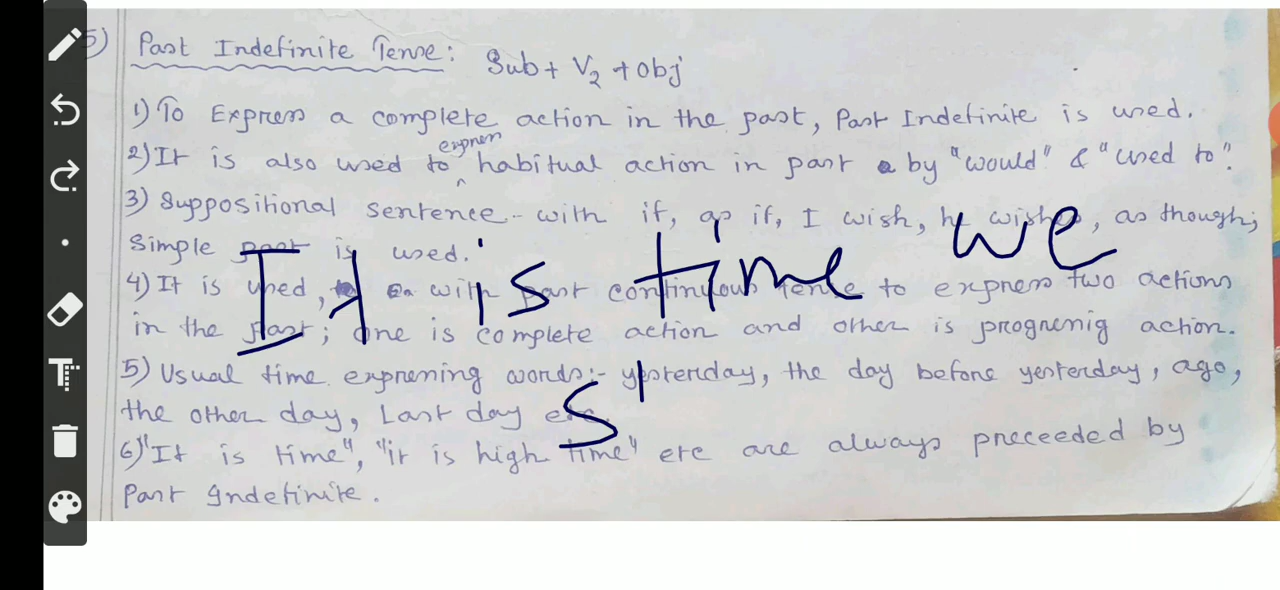 5) Past Indefinite Tense: Sub + V2 + obj
1) To Express a complete action in the past, Past Indefinite is used.
2) It is also used to express habitual action in past by "would" & "used to".
3) Suppositional sentence - with if, as if, I wish, he wishes, as though;
Simple past is used.
4) It is used, with past continuous tense to express two actions
in the past; one is complete action and other is progressing action.
5) Usual time expressing words:- yesterday, the day before yesterday, ago,
the other day, Last day etc.
6) "It is time", "it is high time" etc are always preceeded by
Past Indefinite.
It is time we
S